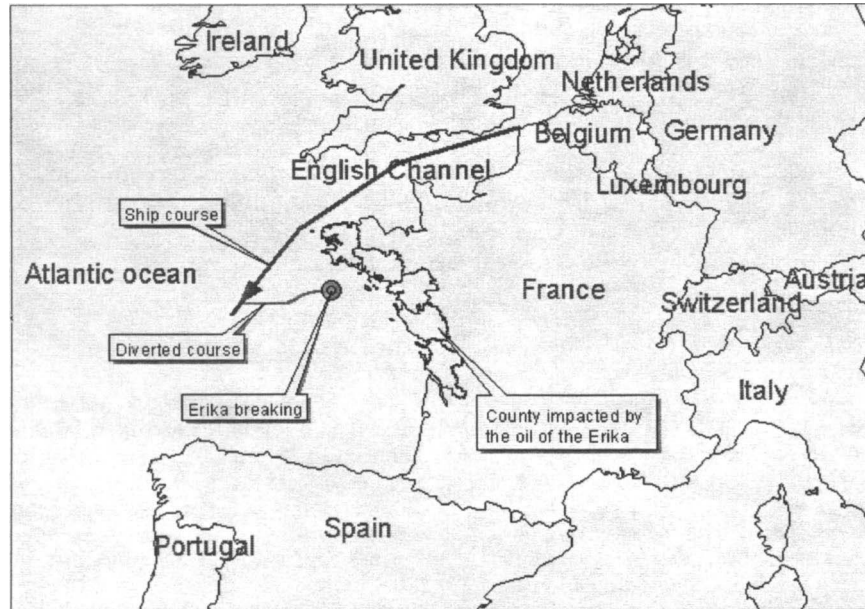 Ireland
United Kingdom
Netherlands
Belgium
Germany
English Channel
Luxembourg
Ship course
Atlantic ocean
France
Austria
Switzerland
Diverted course
Italy
Erika breaking
County impacted by
the oil of the Erika
Spain
Portugal